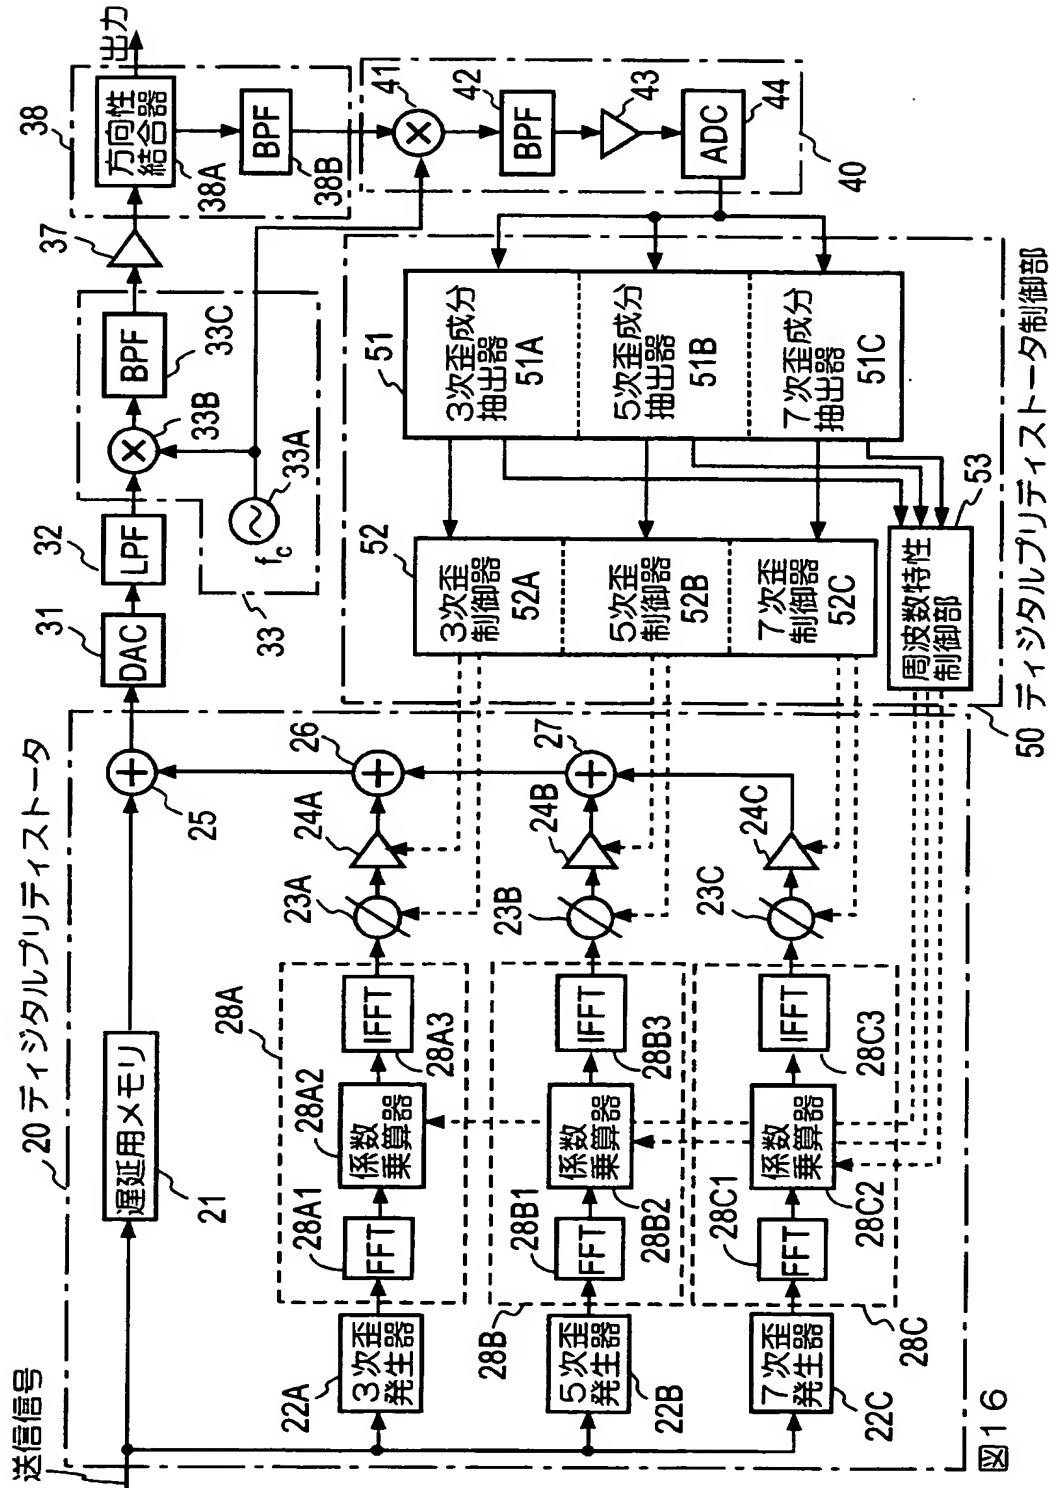 送信信号
20 ディジタルプリディストータ
遅延用メモリ
21
25
DAC
31
LPF
32
33
33A
fc
33B
BPF
33C
37
38
方向性
結合器
38A
出力
BPF
38B
41
BPF
42
43
ADC
44
40
22A
3次歪
発生器
28A
28A1
FFT
28A2
係数
乗算器
IFFT
28A3
23A
24A
26
22B
5次歪
発生器
28B
28B1
FFT
係数
乗算器
28B2
IFFT
28B3
23B
24B
27
22C
7次歪
発生器
28C
28C1
FFT
係数
乗算器
28C2
IFFT
28C3
23C
24C
52
3次歪
制御器
52A
5次歪
制御器
52B
7次歪
制御器
52C
51
3次歪成分
抽出器
51A
5次歪成分
抽出器
51B
7次歪成分
抽出器
51C
周波数特性
制御部
53
50 ディジタルプリディストータ制御部
図16